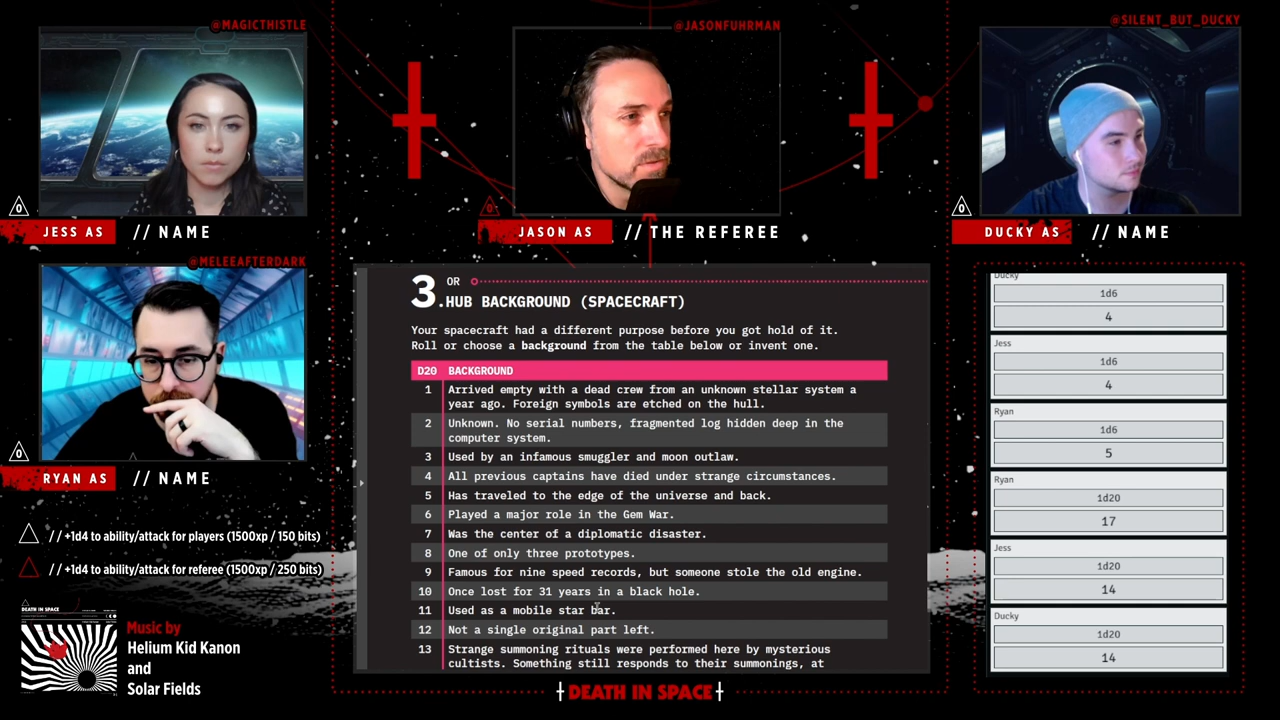 @MAGICTHISTLE
@JASONFUHRMAN
@SILENT_BUT_DUCKY
0
0
0
JESS AS // NAME
JASON AS // THE REFEREE
DUCKY AS // NAME
@MELEEAFTERDARK
0
RYAN AS // NAME
// +1d4 to ability/attack for players (1500xp / 150 bits)
// +1d4 to ability/attack for referee (1500xp / 250 bits)
DEATH IN SPACE
Music by
Helium Kid Kanon
and
Solar Fields
3. OR
HUB BACKGROUND (SPACECRAFT)
Your spacecraft had a different purpose before you got hold of it.
Roll or choose a background from the table below or invent one.
D20 BACKGROUND
1 Arrived empty with a dead crew from an unknown stellar system a
year ago. Foreign symbols are etched on the hull.
2 Unknown. No serial numbers, fragmented log hidden deep in the
computer system.
3 Used by an infamous smuggler and moon outlaw.
4 All previous captains have died under strange circumstances.
5 Has traveled to the edge of the universe and back.
6 Played a major role in the Gem War.
7 Was the center of a diplomatic disaster.
8 One of only three prototypes.
9 Famous for nine speed records, but someone stole the old engine.
10 Once lost for 31 years in a black hole.
11 Used as a mobile star bar.
12 Not a single original part left.
13 Strange summoning rituals were performed here by mysterious
cultists. Something still responds to their summonings, at
DEATH IN SPACE
Ducky
1d6
4
Jess
1d6
4
Ryan
1d6
5
Ryan
1d20
17
Jess
1d20
14
Ducky
1d20
14